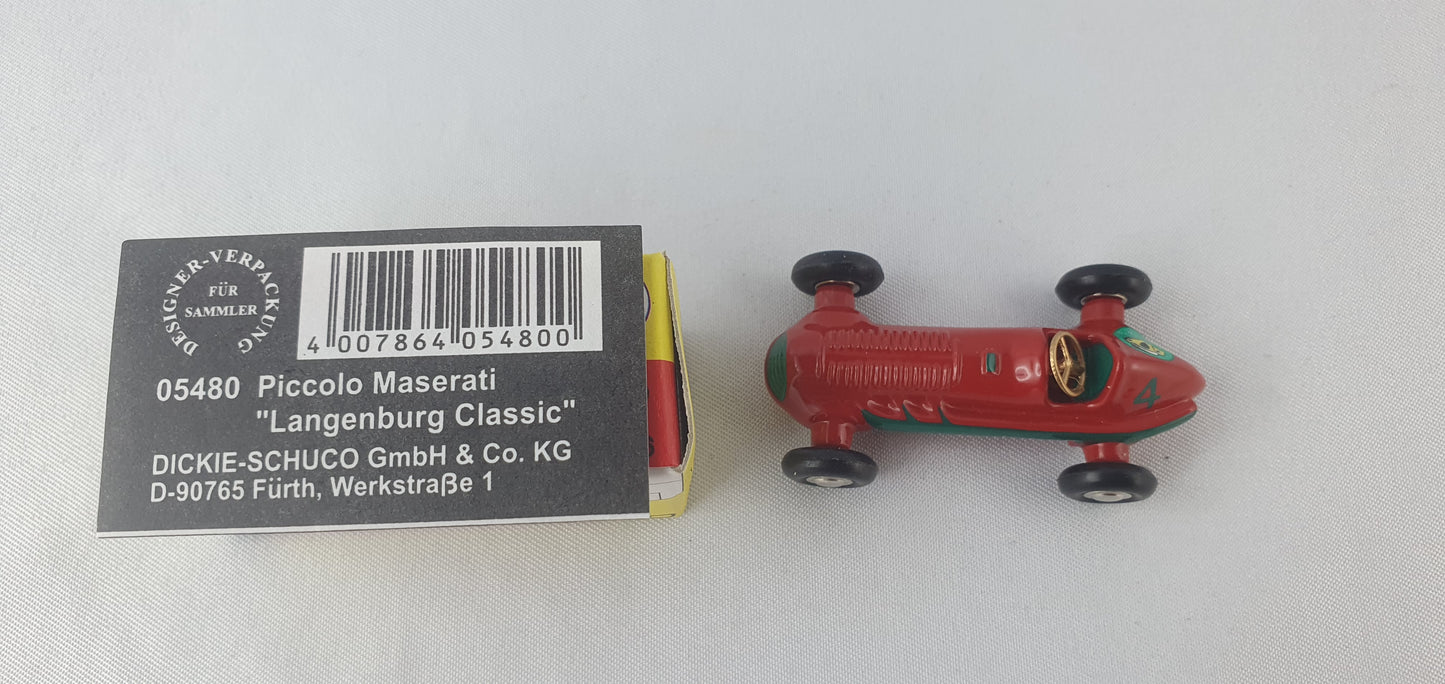 DESIGNER-VERPACKUNG
FÜR
SAMMLER
4 007864 054800
05480 Piccolo Maserati
"Langenburg Classic"
DICKIE-SCHUCO GmbH & Co. KG
D-90765 Fürth, Werkstraße 1
4